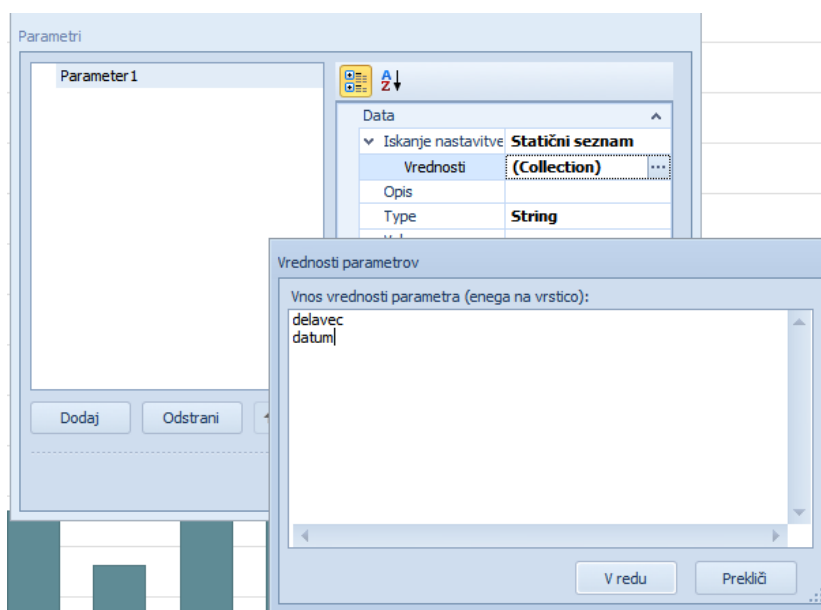 Parametri
Parameter1
A
Z
Data
Iskanje nastavitve Statični seznam
Vrednosti (Collection) ...
Opis
Type String
Vrednosti parametrov
Vnos vrednosti parametra (enega na vrstico):
delavec
datum
Dodaj Odstrani
V redu Prekliči